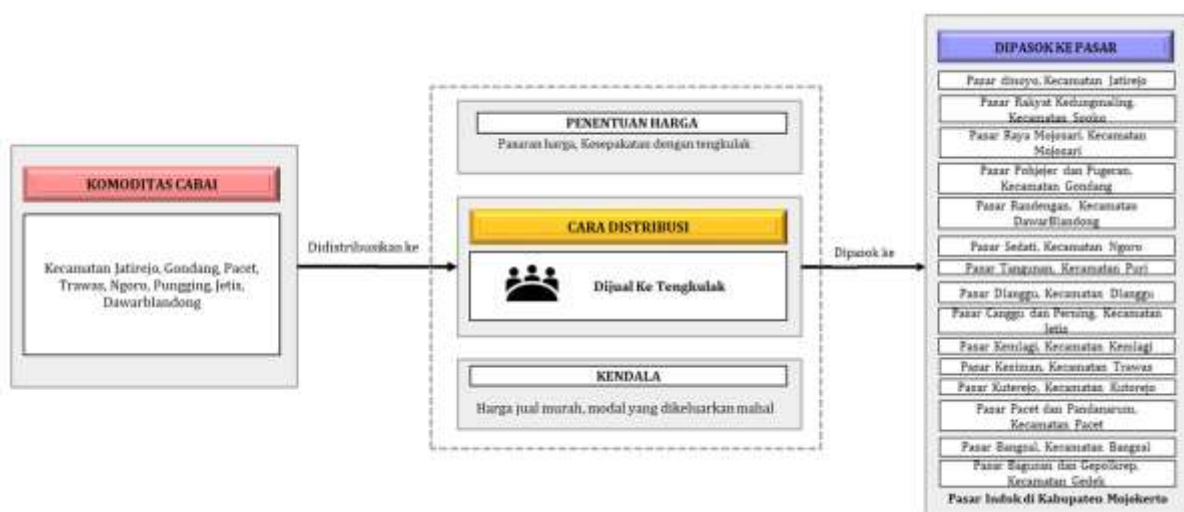 KOMODITAS CABAI
Kecamatan Jatirejo, Gondang, Pacet,
Trawas, Ngoro, Pungging, Jetis,
Dawarblandong
Didistribusikan ke
PENENTUAN HARGA
Pasaran harga, Kesepakatan dengan tengkulak
CARA DISTRIBUSI
Dijual Ke Tengkulak
KENDALA
Harga jual murah, modal yang dikeluarkan mahal
Dipasok ke
DIPASOK KE PASAR
Pasar dinoyo, Kecamatan Jatirejo
Pasar Rakyat Kedungmaling,
Kecamatan Sooko
Pasar Raya Mojosari, Kecamatan
Mojosari
Pasar Pohjejer dan Pugeran,
Kecamatan Gondang
Pasar Randengan, Kecamatan
DawarBlandong
Pasar Sedati, Kecamatan Ngoro
Pasar Tangunan, Kecamatan Puri
Pasar Dlanggu, Kecamatan Dlanggu
Pasar Canggu dan Perning, Kecamatan
Jetis
Pasar Kemlagi, Kecamatan Kemlagi
Pasar Kesiman, Kecamatan Trawas
Pasar Kutorejo, Kecamatan Kutorejo
Pasar Pacet dan Pandanarum,
Kecamatan Pacet
Pasar Bangsal, Kecamatan Bangsal
Pasar Bagusan dan Gepolkrep,
Kecamatan Gedek
Pasar Induk di Kabupaten Mojokerto